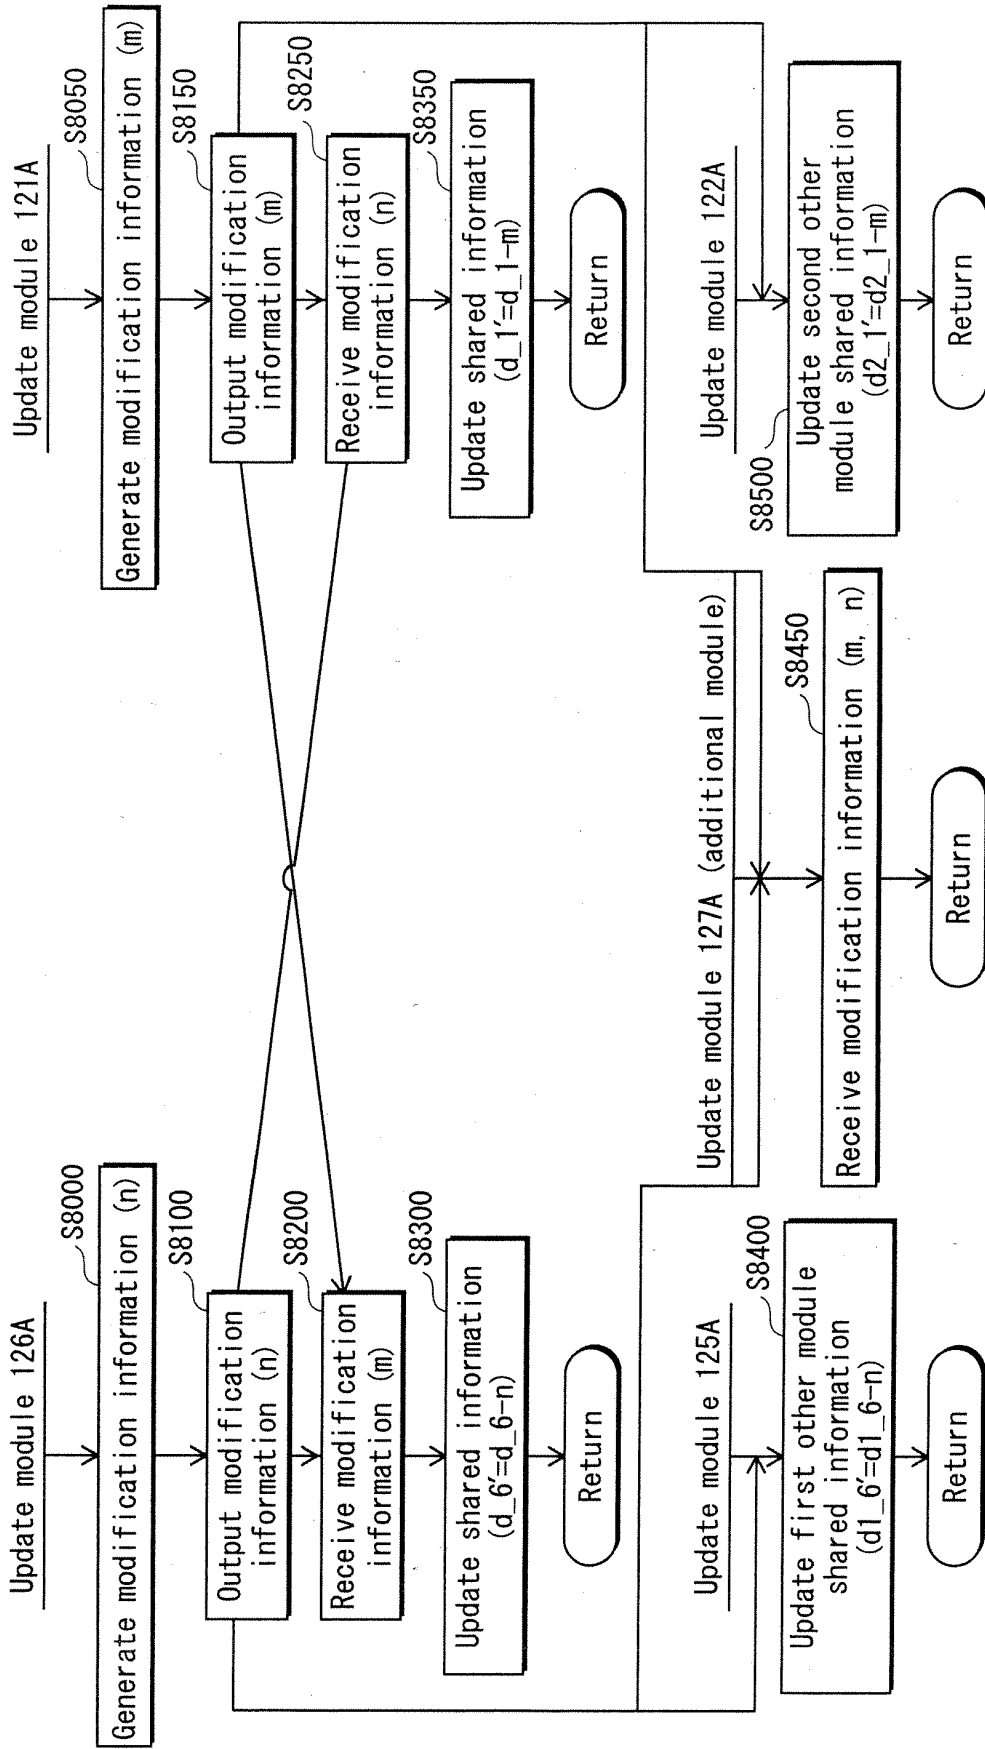 Update module 126A
S8000
Generate modification information (n)
S8100
Output modification
information (n)
S8200
Receive modification
information (m)
S8300
Update shared information
(d_6′=d_6-n)
Return
Update module 121A
S8050
Generate modification information (m)
S8150
Output modification
information (m)
S8250
Receive modification
information (n)
S8350
Update shared information
(d_1′=d_1-m)
Return
Update module 125A
S8400
Update first other module
shared information
(d1_6′=d1_6-n)
Return
Update module 127A (additional module)
S8450
Receive modification information (m, n)
Return
Update module 122A
S8500
Update second other
module shared information
(d2_1′=d2_1-m)
Return